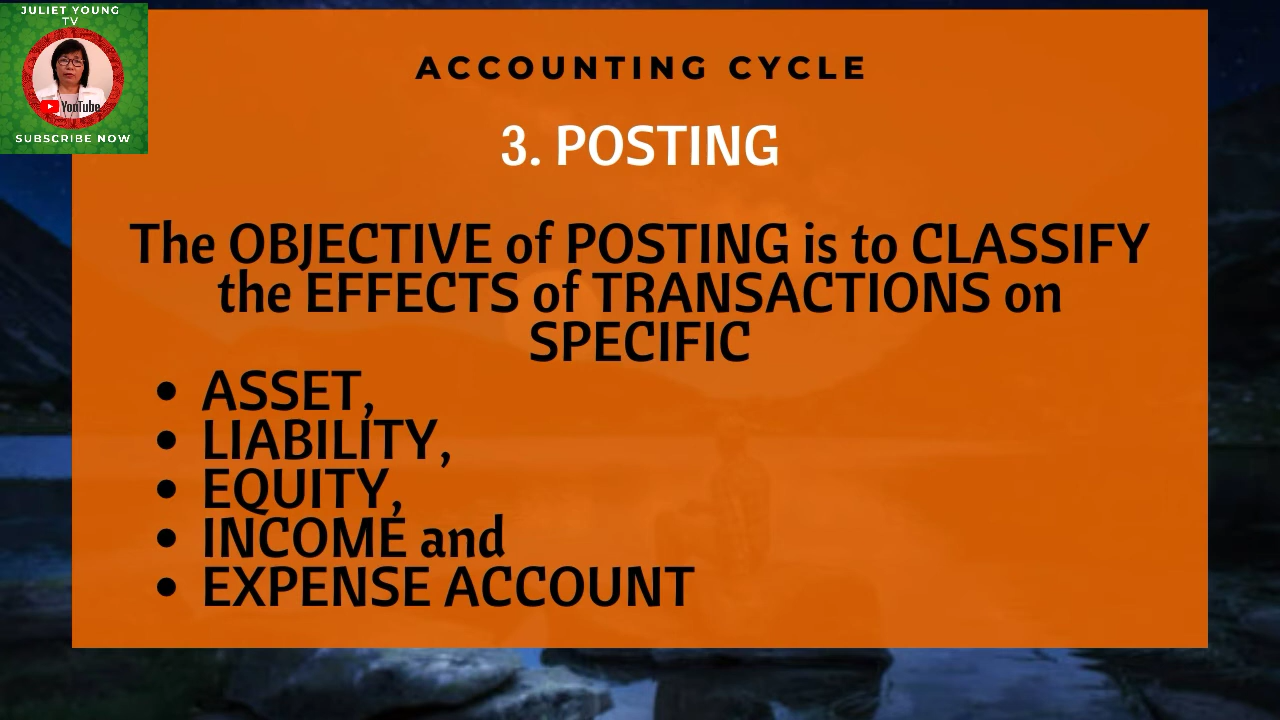 JULIET YOUNG
TV
YouTube
SUBSCRIBE NOW
ACCOUNTING CYCLE
3. POSTING
The OBJECTIVE of POSTING is to CLASSIFY
the EFFECTS of TRANSACTIONS on
SPECIFIC
• ASSET,
• LIABILITY,
• EQUITY,
• INCOME and
• EXPENSE ACCOUNT